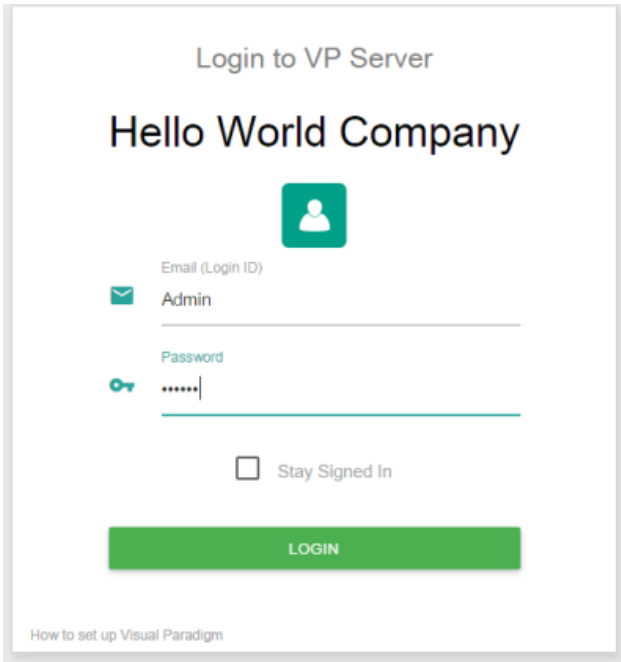 Login to VP Server
Hello World Company
Email (Login ID)
Admin
Password
••••••
Stay Signed In
LOGIN
How to set up Visual Paradigm